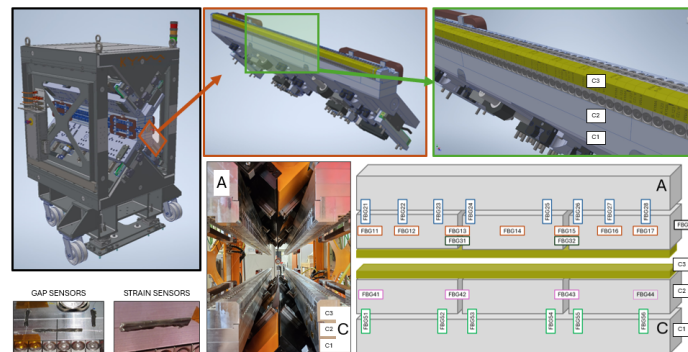 C3
C2
C1
A
C3
C2
C1
C
A
FBG21
FBG22
FBG23
FBG24
FBG25
FBG26
FBG27
FBG28
FBG11
FBG12
FBG13
FBG14
FBG15
FBG16
FBG17
FBG
FBG31
FBG32
C3
FBG41
FBG42
FBG43
FBG44
C2
FBG51
FBG52
FBG53
FBG54
FBG55
FBG56
C
C1
GAP SENSORS
STRAIN SENSORS